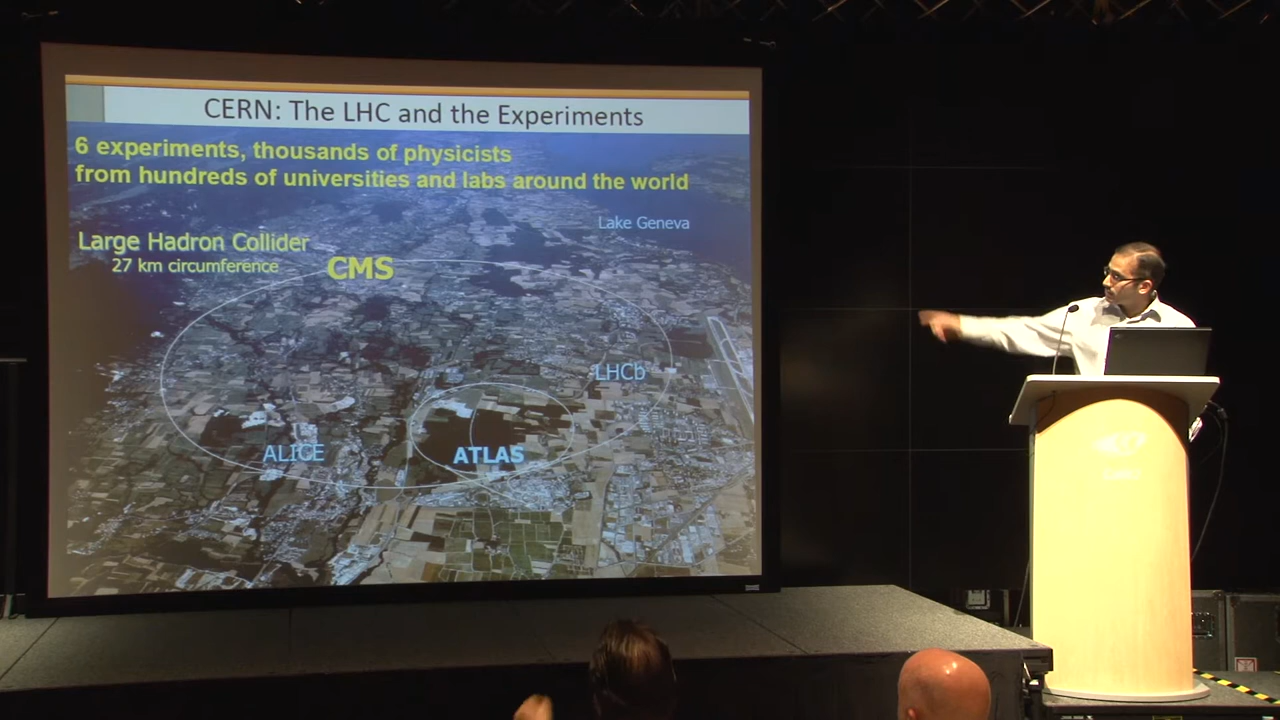 CERN: The LHC and the Experiments
6 experiments, thousands of physicists
from hundreds of universities and labs around the world
Lake Geneva
Large Hadron Collider
27 km circumference
CMS
LHCb
ALICE
ATLAS